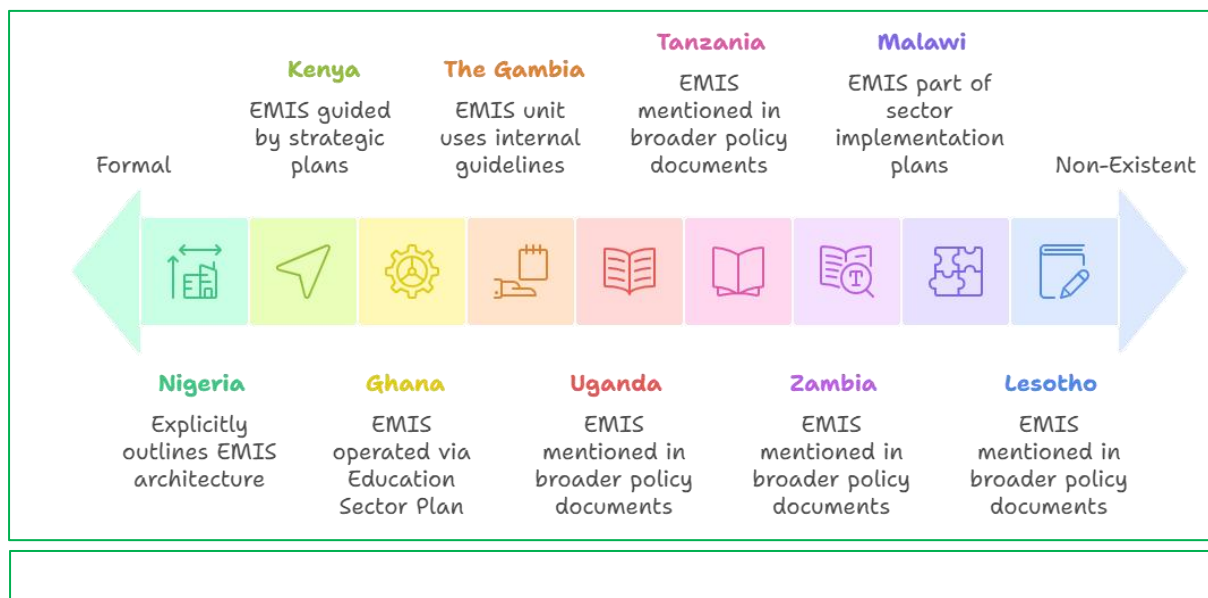 Tanzania
EMIS
mentioned in
broader policy
documents
Malawi
EMIS part of
sector
implementation
plans
Kenya
EMIS guided
by strategic
plans
The Gambia
EMIS unit
uses internal
guidelines
Formal
Non-Existent
T
Nigeria
Explicitly
outlines EMIS
architecture
Ghana
EMIS
operated via
Education
Sector Plan
Uganda
EMIS
mentioned in
broader policy
documents
Zambia
EMIS
mentioned in
broader policy
documents
Lesotho
EMIS
mentioned in
broader policy
documents